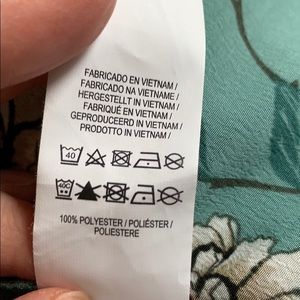 FABRICADO EN VIETNAM /
FABRICADO NA VIETNAME /
HERGESTELLT IN VIETNAM /
FABRIQUÉ EN VIETNAM /
GEPRODUCEERD IN VIETNAM /
PRODOTTO IN VIETNAM /
40
40C
100% POLYESTER / POLIÉSTER /
POLIESTERE